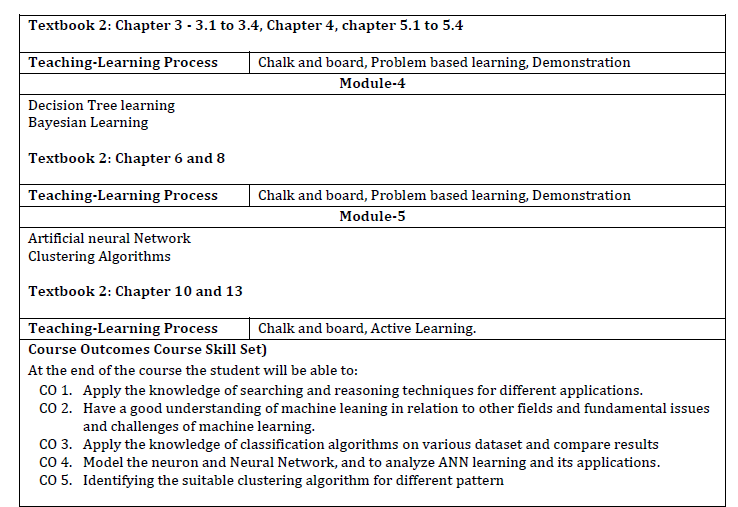 Textbook 2: Chapter 3 - 3.1 to 3.4, Chapter 4, chapter 5.1 to 5.4
Teaching-Learning Process Chalk and board, Problem based learning, Demonstration
Module-4
Decision Tree learning
Bayesian Learning
Textbook 2: Chapter 6 and 8
Teaching-Learning Process Chalk and board, Problem based learning, Demonstration
Module-5
Artificial neural Network
Clustering Algorithms
Textbook 2: Chapter 10 and 13
Teaching-Learning Process Chalk and board, Active Learning.
Course Outcomes Course Skill Set)
At the end of the course the student will be able to:
CO 1. Apply the knowledge of searching and reasoning techniques for different applications.
CO 2. Have a good understanding of machine leaning in relation to other fields and fundamental issues
and challenges of machine learning.
CO 3. Apply the knowledge of classification algorithms on various dataset and compare results
CO 4. Model the neuron and Neural Network, and to analyze ANN learning and its applications.
CO 5. Identifying the suitable clustering algorithm for different pattern